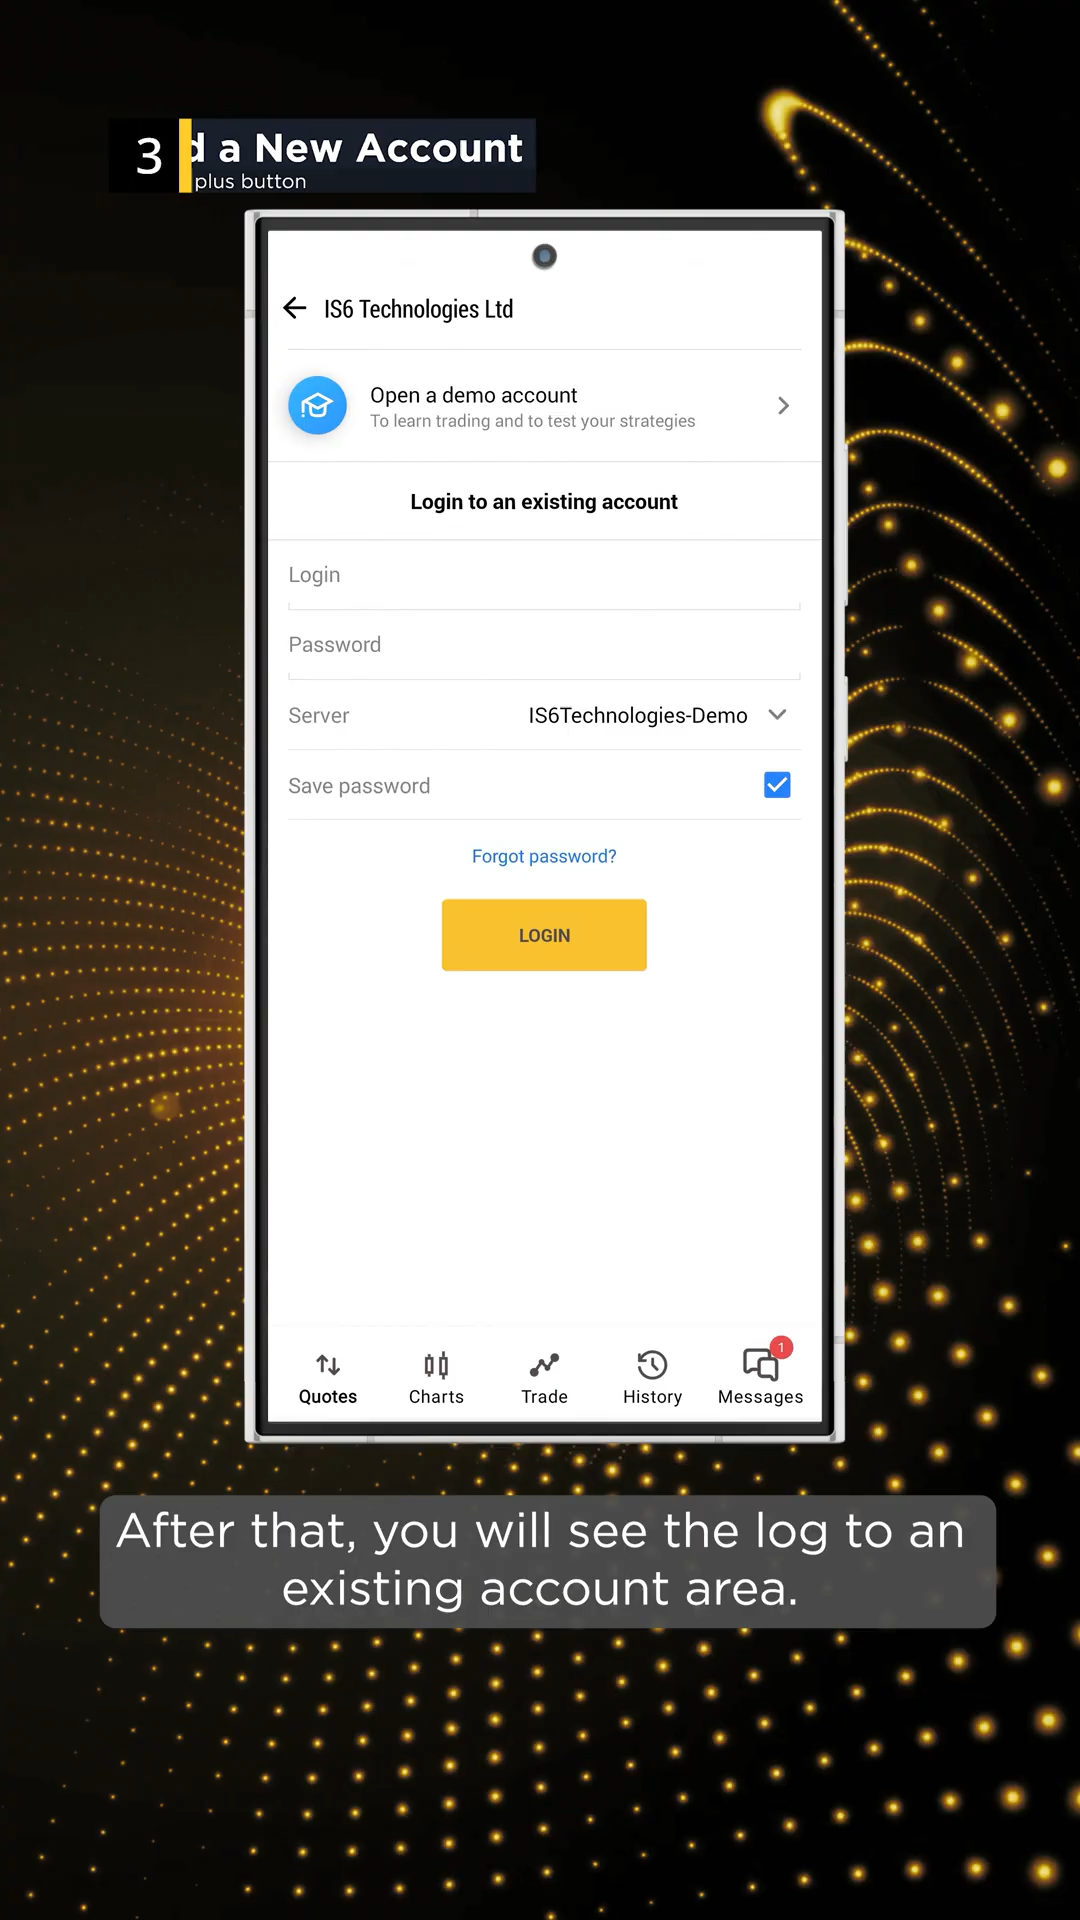 3
d a New Account
plus button
IS6 Technologies Ltd
Open a demo account
To learn trading and to test your strategies
Login to an existing account
Login
Password
Server IS6Technologies-Demo
Save password
Forgot password?
LOGIN
1
Quotes Charts Trade History Messages
After that, you will see the log to an
existing account area.